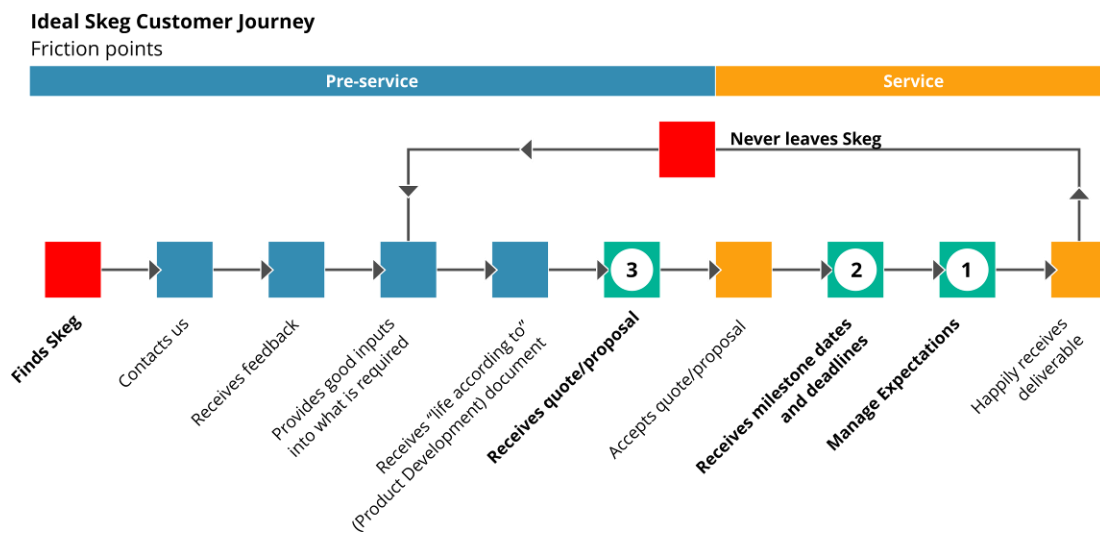 Ideal Skeg Customer Journey
Friction points
Pre-service
Service
Never leaves Skeg
3
2
1
Finds Skeg
Contacts us
Receives feedback
Provides good inputs
into what is required
Receives “life according to”
(Product Development) document
Receives quote/proposal
Accepts quote/proposal
Receives milestone dates
and deadlines
Manage Expectations
Happily receives
deliverable